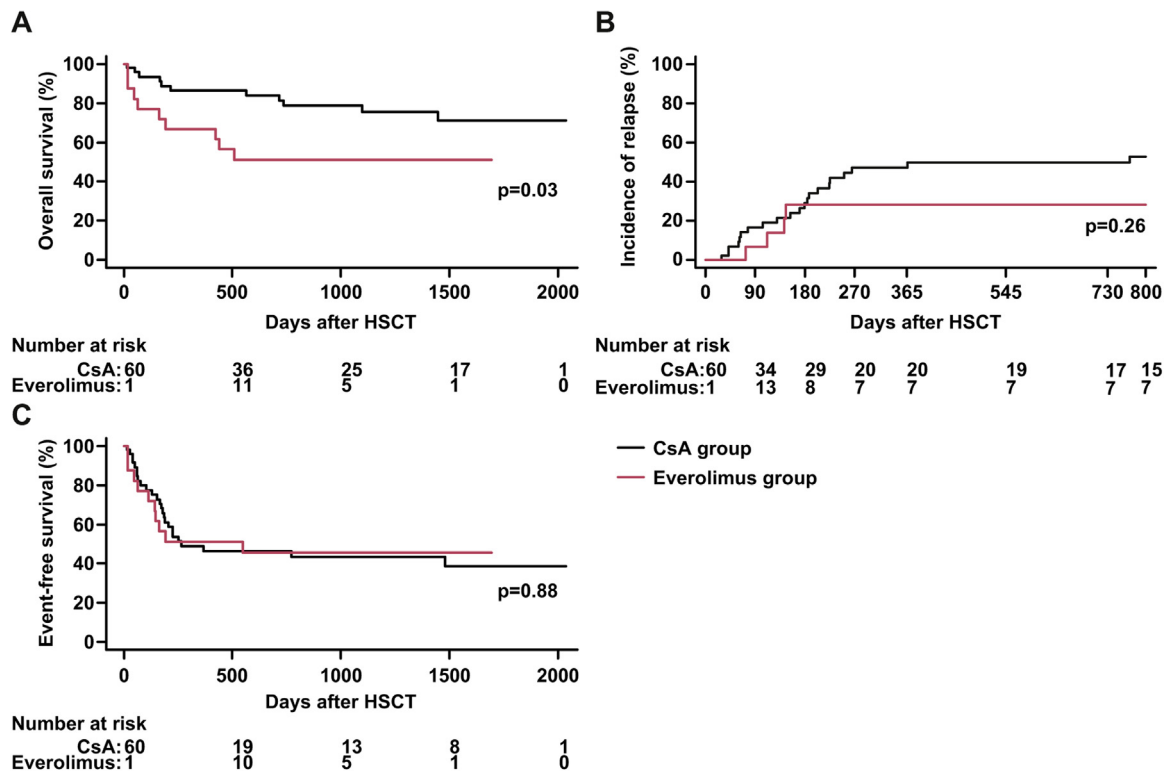 A
Overall survival (%)
100
80
60
40
20
0
p=0.03
0 500 1000 1500 2000
Days after HSCT
Number at risk
CsA: 60 36 25 17 1
Everolimus: 1 11 5 1 0
B
Incidence of relapse (%)
100
80
60
40
20
0
p=0.26
0 90 180 270 365 545 730 800
Days after HSCT
Number at risk
CsA: 60 34 29 20 20 19 17 15
Everolimus: 1 13 8 7 7 7 7 7
C
Event-free survival (%)
100
80
60
40
20
0
p=0.88
0 500 1000 1500 2000
Days after HSCT
Number at risk
CsA: 60 19 13 8 1
Everolimus: 1 10 5 1 0
CsA group
Everolimus group